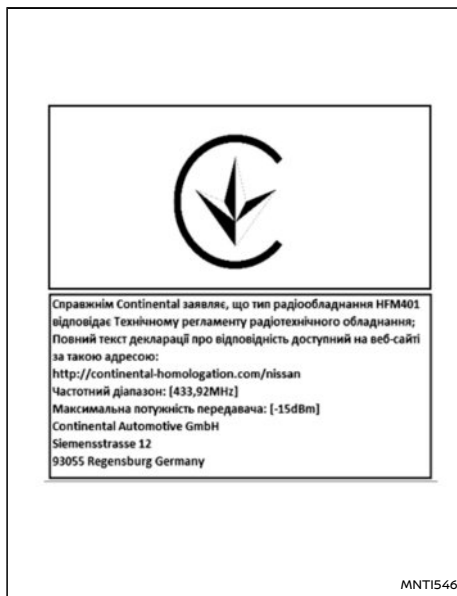 Справжнім Continental заявляє, що тип радіообладнання HFM401
відповідає Технічному регламенту радіотехнічного обладнання;
Повний текст декларації про відповідність доступний на веб-сайті
за такою адресою:
http://continental-homologation.com/nissan
Частотний діапазон: [433,92MHz]
Максимальна потужність передавача: [-15dBm]
Continental Automotive GmbH
Siemensstrasse 12
93055 Regensburg Germany
MNTI546